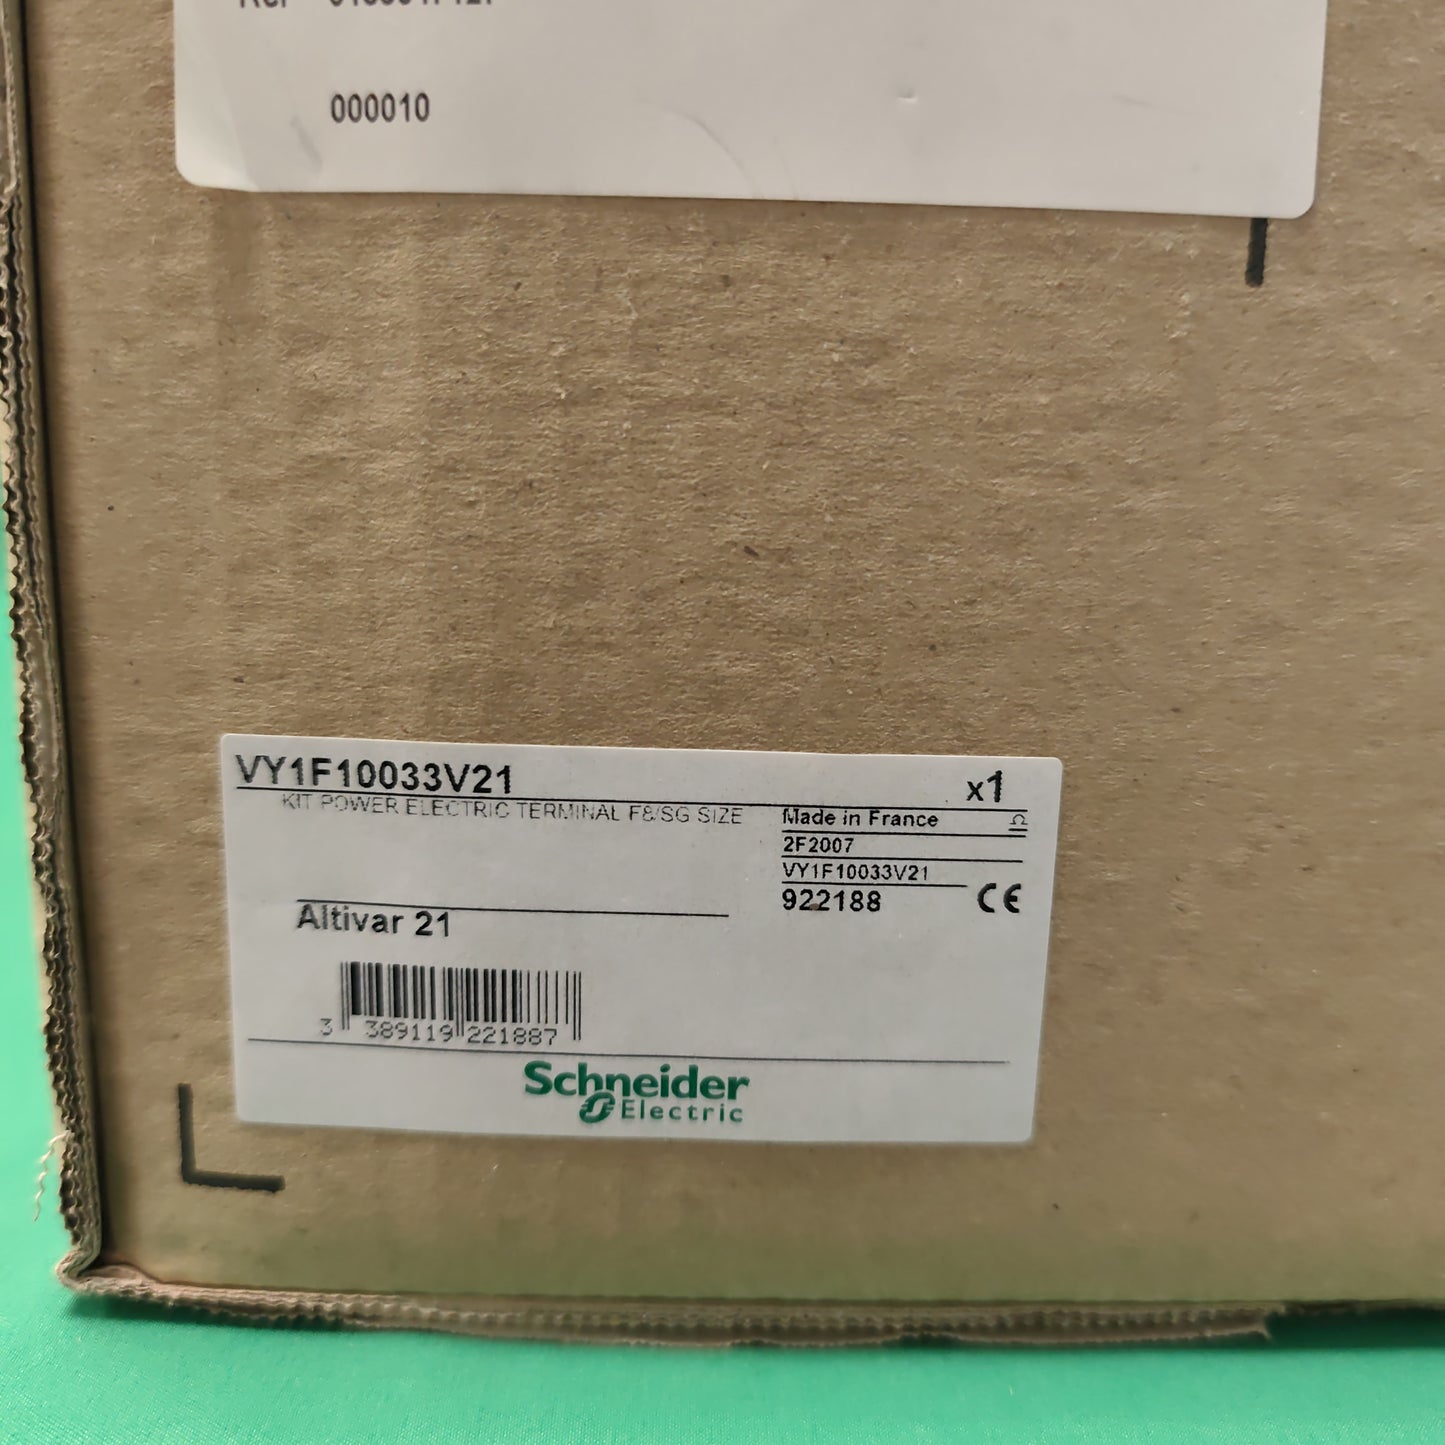 000010
VY1F10033V21
x1
KIT POWER ELECTRIC TERMINAL F8/SG SIZE
Made in France
2F2007
VY1F10033V21
922188
CE
Altivar 21
3 389119 221887
Schneider
Electric